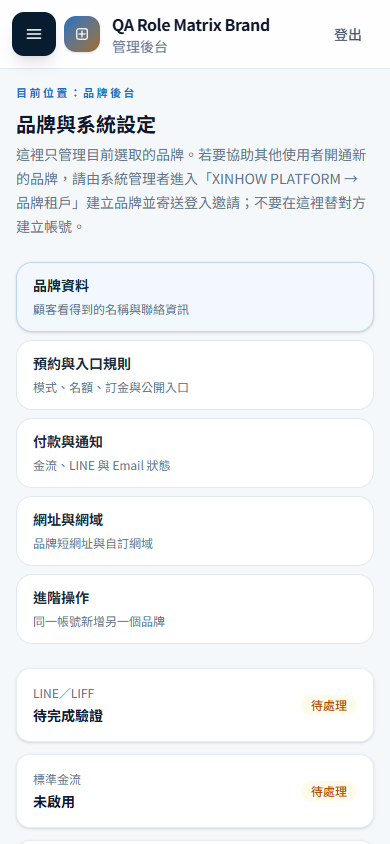 QA Role Matrix Brand
管理後台
登出
目前位置：品牌後台
品牌與系統設定
這裡只管理目前選取的品牌。若要協助其他使用者開通新
的品牌，請由系統管理者進入「XINHOW PLATFORM →
品牌租戶」建立品牌並寄送登入邀請；不要在這裡替對方
建立帳號。
品牌資料
顧客看得到的名稱與聯絡資訊
預約與入口規則
模式、名額、訂金與公開入口
付款與通知
金流、LINE 與 Email 狀態
網址與網域
品牌短網址與自訂網域
進階操作
同一帳號新增另一個品牌
LINE／LIFF
待完成驗證
待處理
標準金流
未啟用
待處理